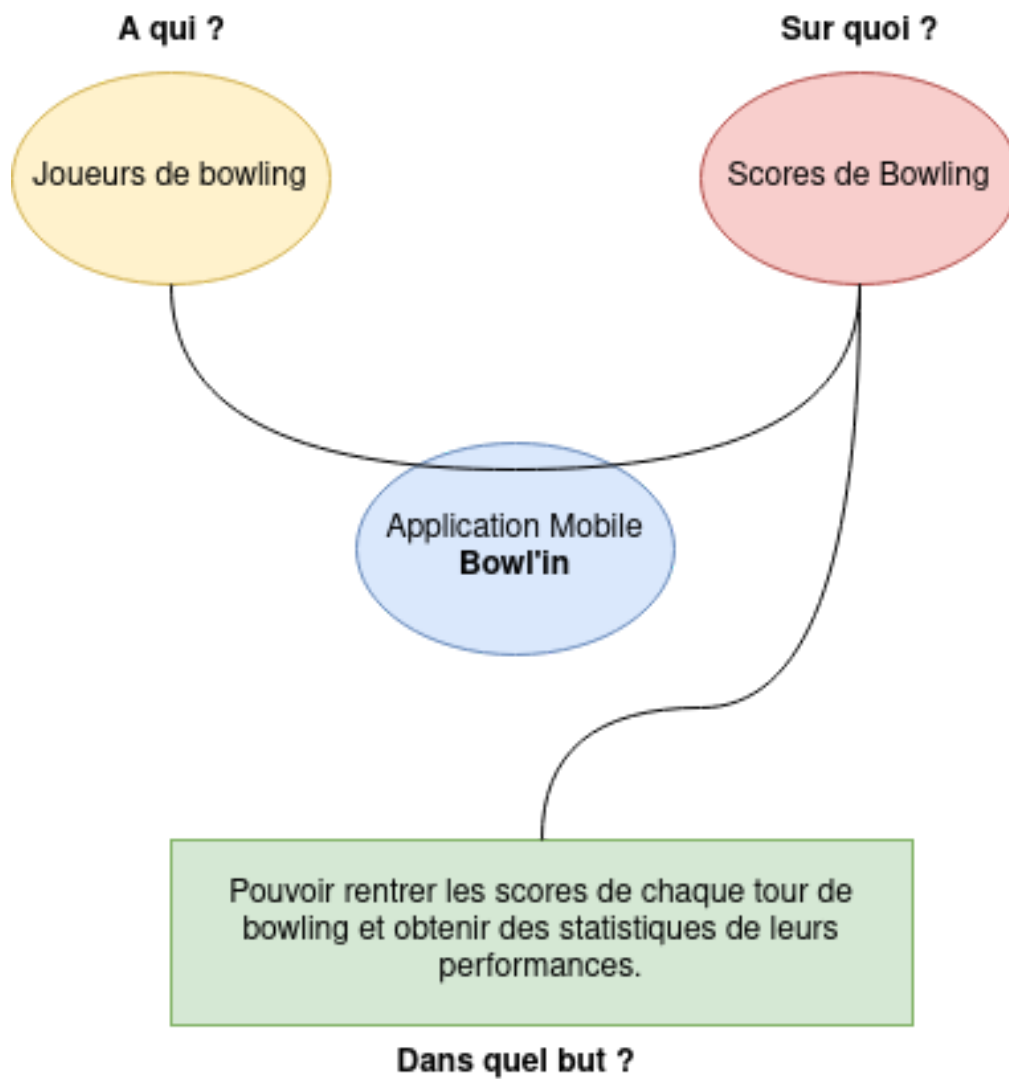 A qui ?
Sur quoi ?
Joueurs de bowling
Scores de Bowling
Application Mobile
Bowl'in
Pouvoir rentrer les scores de chaque tour de
bowling et obtenir des statistiques de leurs
performances.
Dans quel but ?